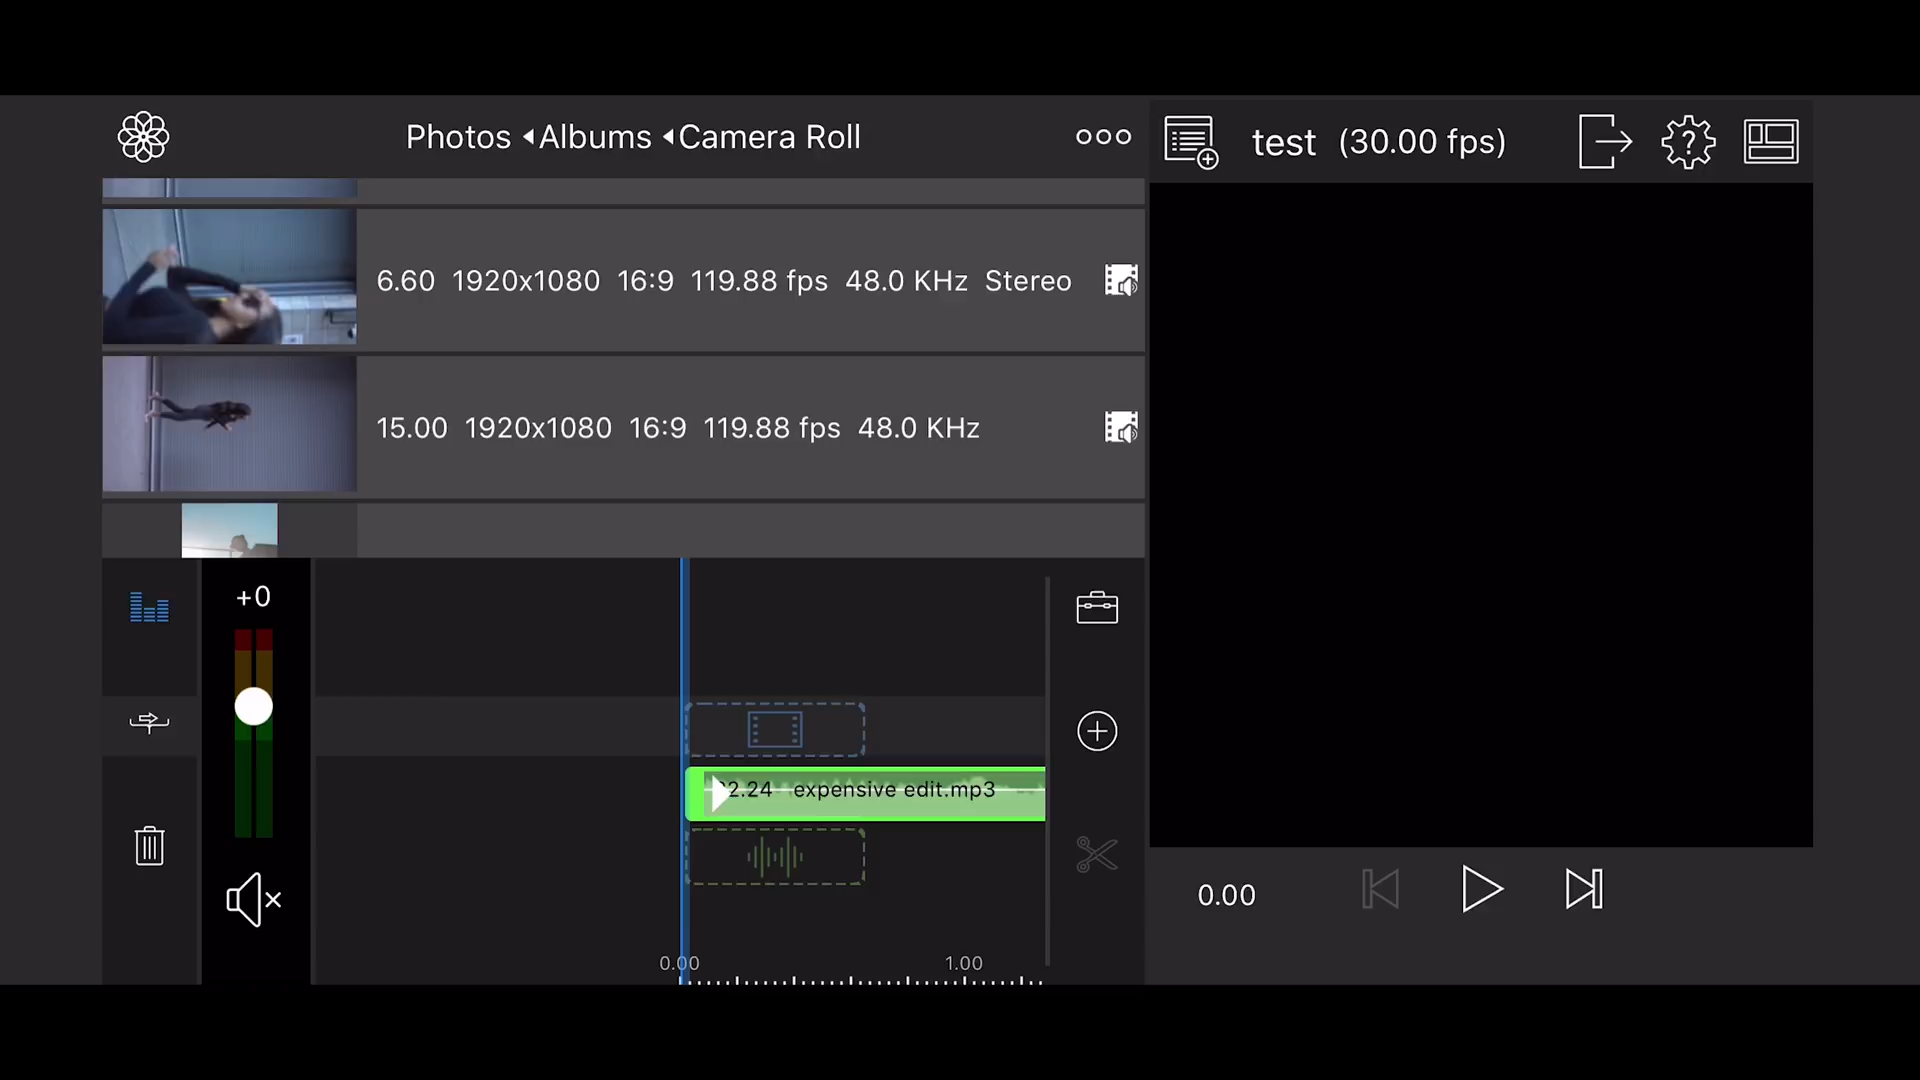 Photos ◂Albums ◂Camera Roll
test (30.00 fps)
6.60 1920x1080 16:9 119.88 fps 48.0 KHz Stereo
15.00 1920x1080 16:9 119.88 fps 48.0 KHz
+0
2.24 expensive edit.mp3
0.00
0.00 1.00